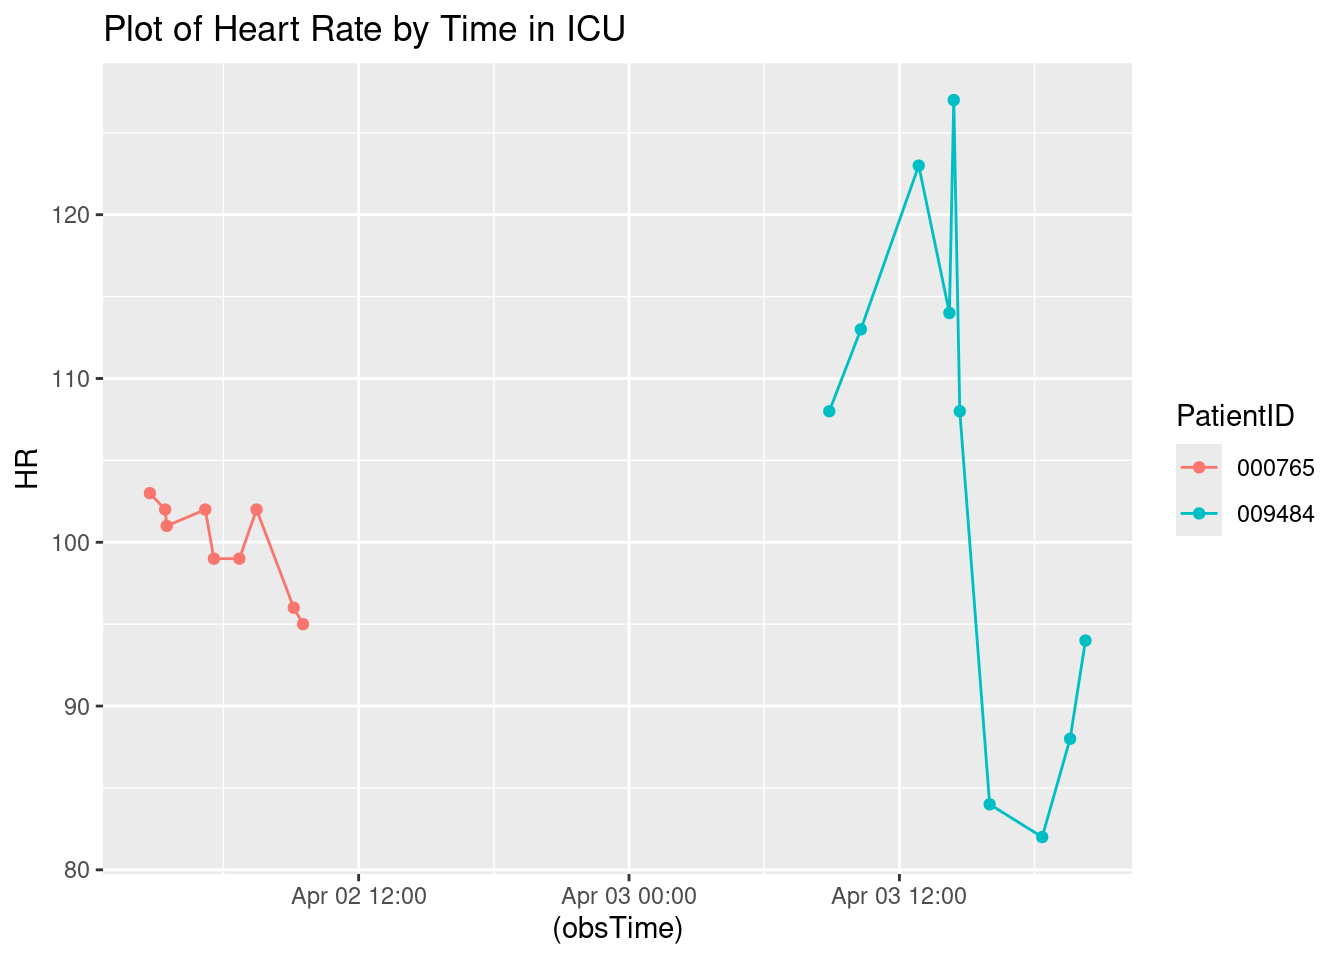 Plot of Heart Rate by Time in ICU
120
110
100
90
80
HR
Apr 02 12:00
Apr 03 00:00
Apr 03 12:00
(obsTime)
PatientID
000765
009484